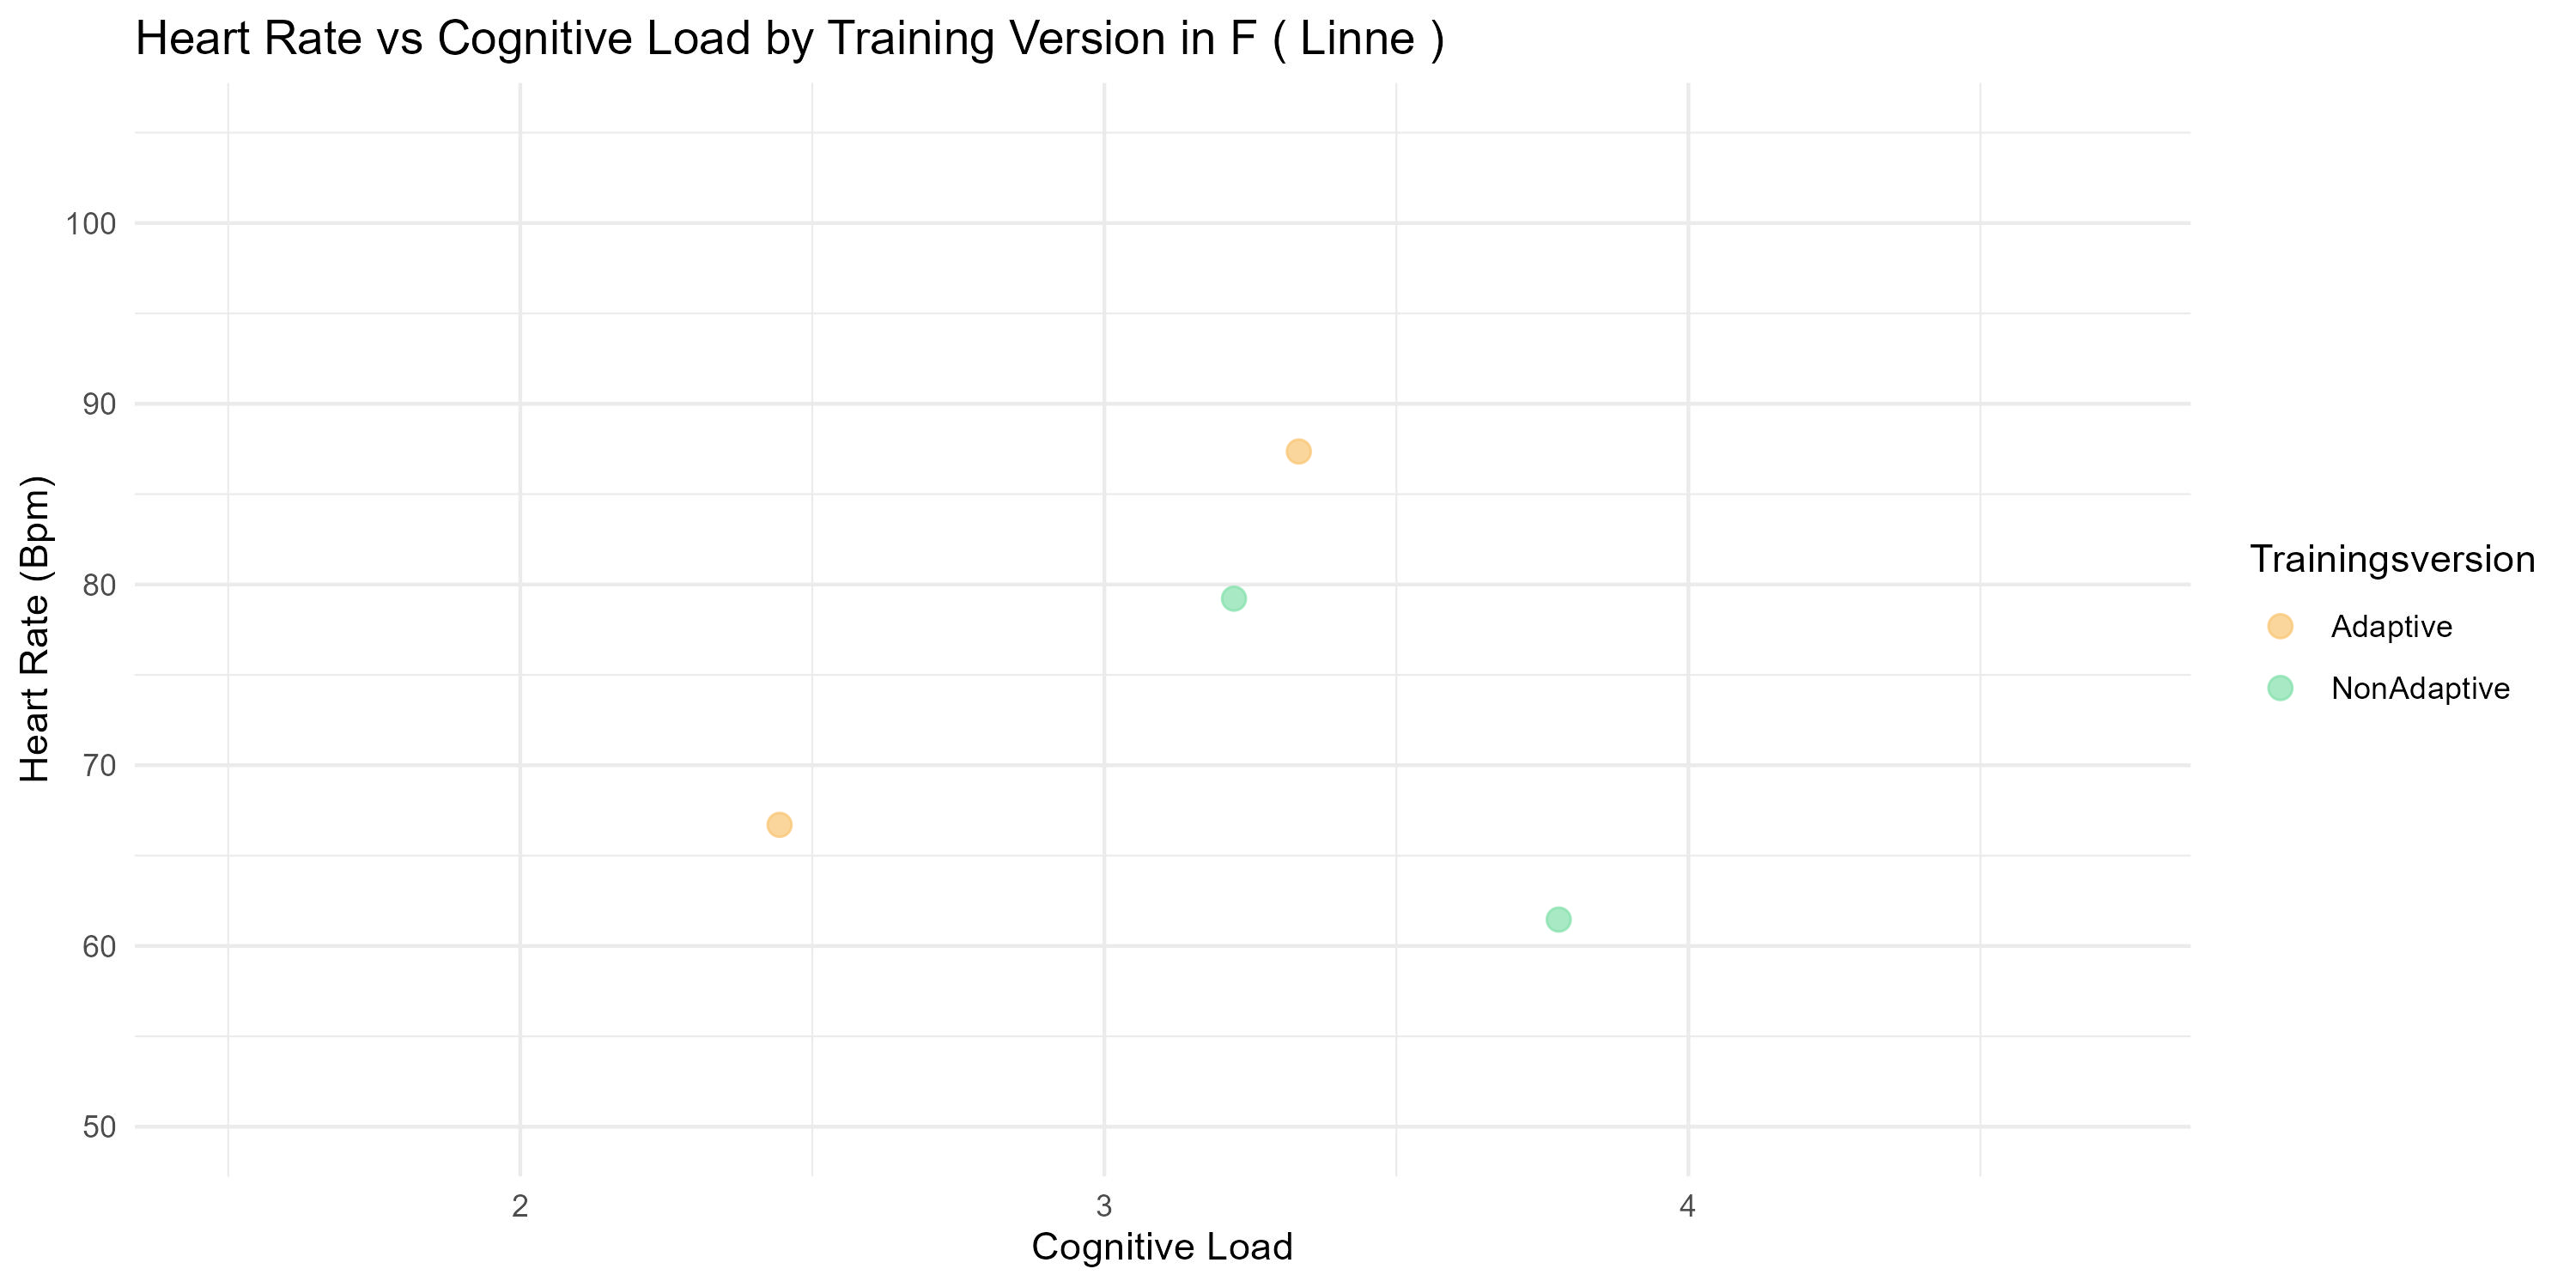 Heart Rate vs Cognitive Load by Training Version in F ( Linne )
100
90
80
70
60
50
Heart Rate (Bpm)
2
3
4
Cognitive Load
Trainingsversion
Adaptive
NonAdaptive